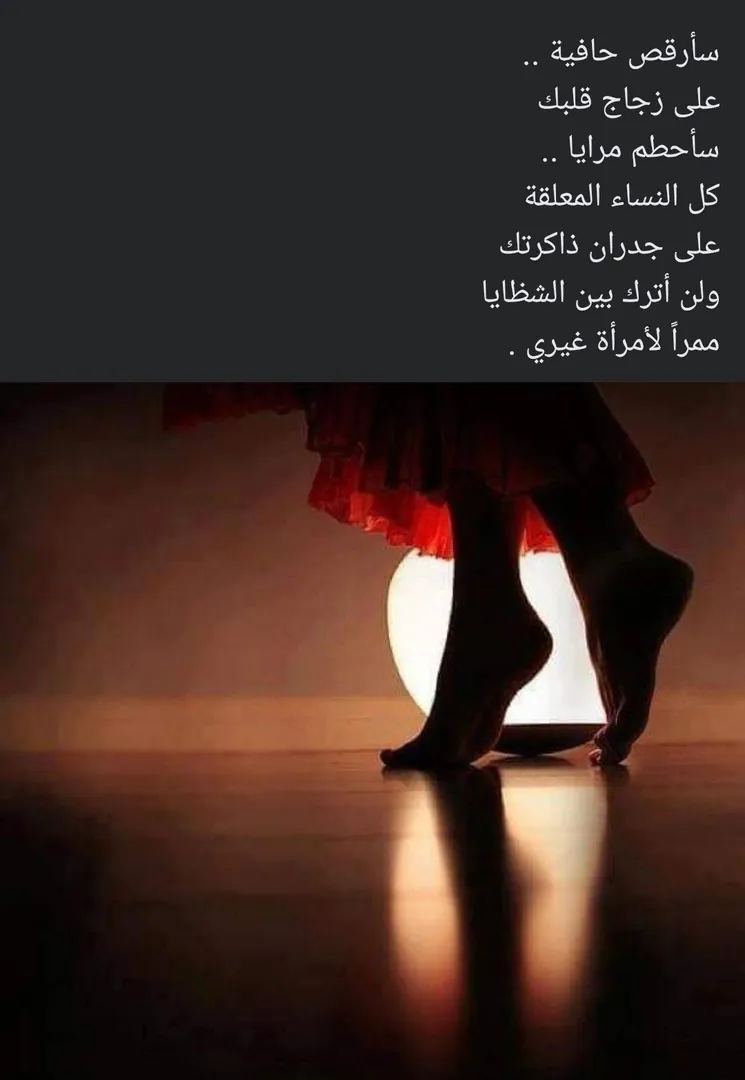 سأرقص حافية ..
على زجاج قلبك
سأحطم مرايا ..
كل النساء المعلقة
على جدران ذاكرتك
ولن أترك بين الشظايا
ممراً لأمرأة غيري .